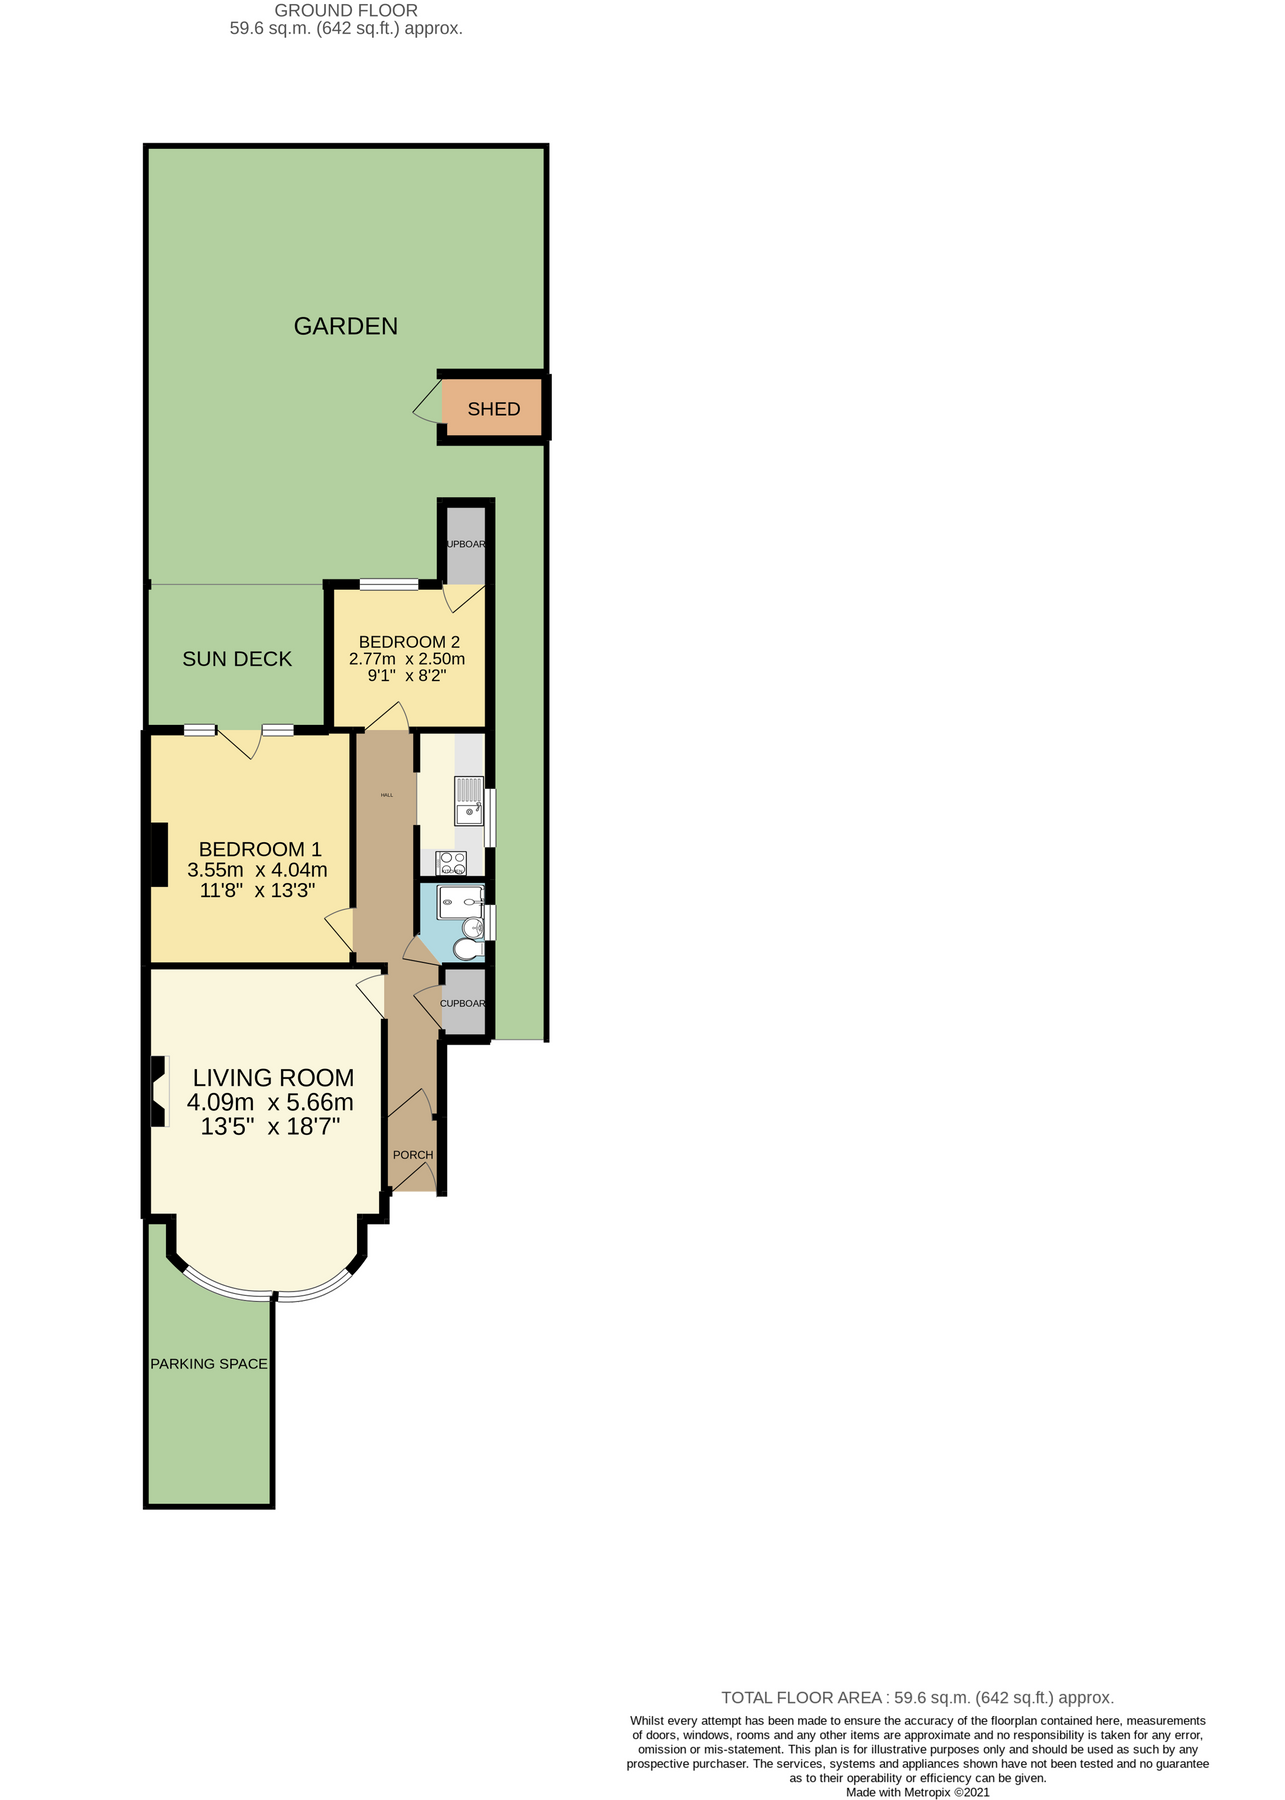 GROUND FLOOR
59.6 sq.m. (642 sq.ft.) approx.
GARDEN
SHED
UPBOAR
SUN DECK
BEDROOM 2
2.77m x 2.50m
9'1" x 8'2"
HALL
BEDROOM 1
3.55m x 4.04m
11'8" x 13'3"
KITCHEN
CUPBOAR
LIVING ROOM
4.09m x 5.66m
13'5" x 18'7"
PORCH
PARKING SPACE
TOTAL FLOOR AREA : 59.6 sq.m. (642 sq.ft.) approx.
Whilst every attempt has been made to ensure the accuracy of the floorplan contained here, measurements
of doors, windows, rooms and any other items are approximate and no responsibility is taken for any error,
omission or mis-statement. This plan is for illustrative purposes only and should be used as such by any
prospective purchaser. The services, systems and appliances shown have not been tested and no guarantee
as to their operability or efficiency can be given.
Made with Metropix ©2021